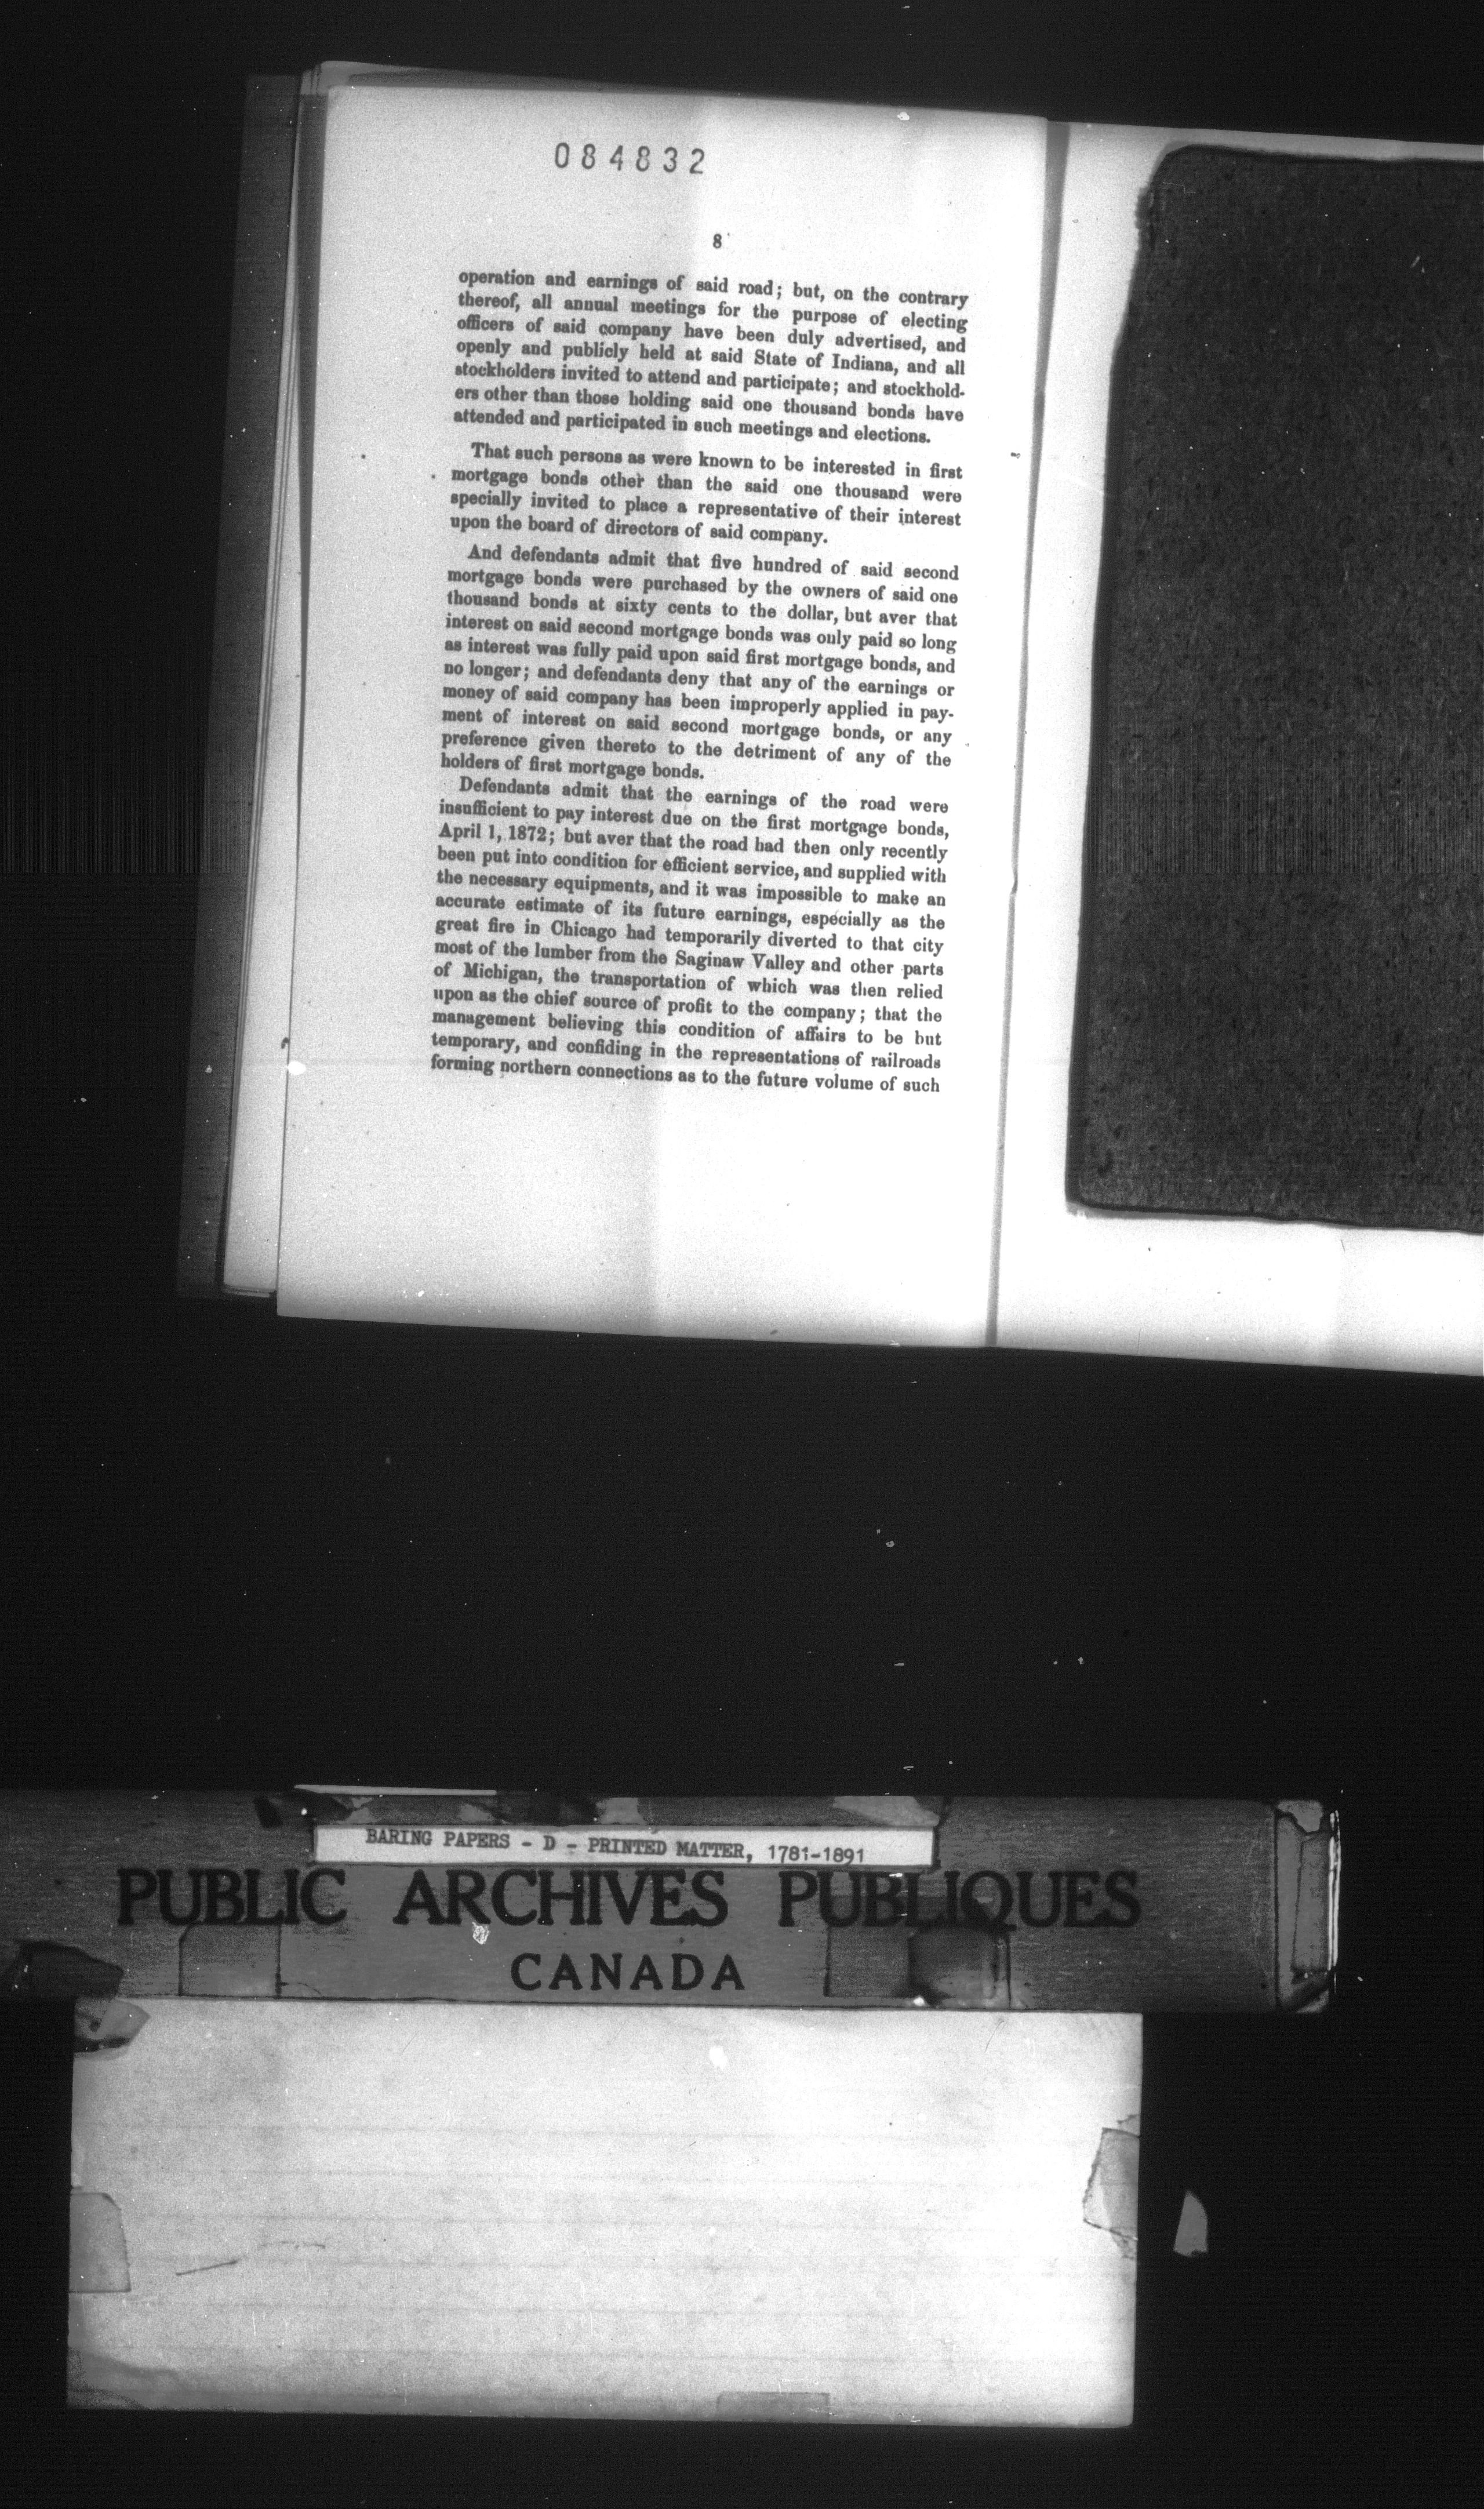 084832
8
operation and earnings of said road; but, on the contrary
thereof, all annual meetings for the purpose of electing
officers of said company have been duly advertised, and
openly and publicly held at said State of Indiana, and all
stockholders invited to attend and participate; and stockhold-
ers other than those holding said one thousand bonds have
attended and participated in such meetings and elections.
That such persons as were known to be interested in first
mortgage bonds other than the said one thousand were
specially invited to place a representative of their interest
upon the board of directors of said company.
And defendants admit that five hundred of said second
mortgage bonds were purchased by the owners of said one
thousand bonds at sixty cents to the dollar, but aver that
interest on said second mortgage bonds was only paid so long
as interest was fully paid upon said first mortgage bonds, and
no longer; and defendants deny that any of the earnings or
money of said company has been improperly applied in pay-
ment of interest on said second mortgage bonds, or any
preference given thereto to the detriment of any of the
holders of first mortgage bonds.
Defendants admit that the earnings of the road were
insufficient to pay interest due on the first mortgage bonds,
April 1, 1872; but aver that the road had then only recently
been put into condition for efficient service, and supplied with
the necessary equipments, and it was impossible to make an
accurate estimate of its future earnings, especially as the
great fire in Chicago had temporarily diverted to that city
most of the lumber from the Saginaw Valley and other parts
of Michigan, the transportation of which was then relied
upon as the chief source of profit to the company; that the
management believing this condition of affairs to be but
temporary, and confiding in the representations of railroads
forming northern connections as to the future volume of such
BARING PAPERS - D - PRINTED MATTER, 1781-1891
PUBLIC ARCHIVES PUBLIQUES
CANADA